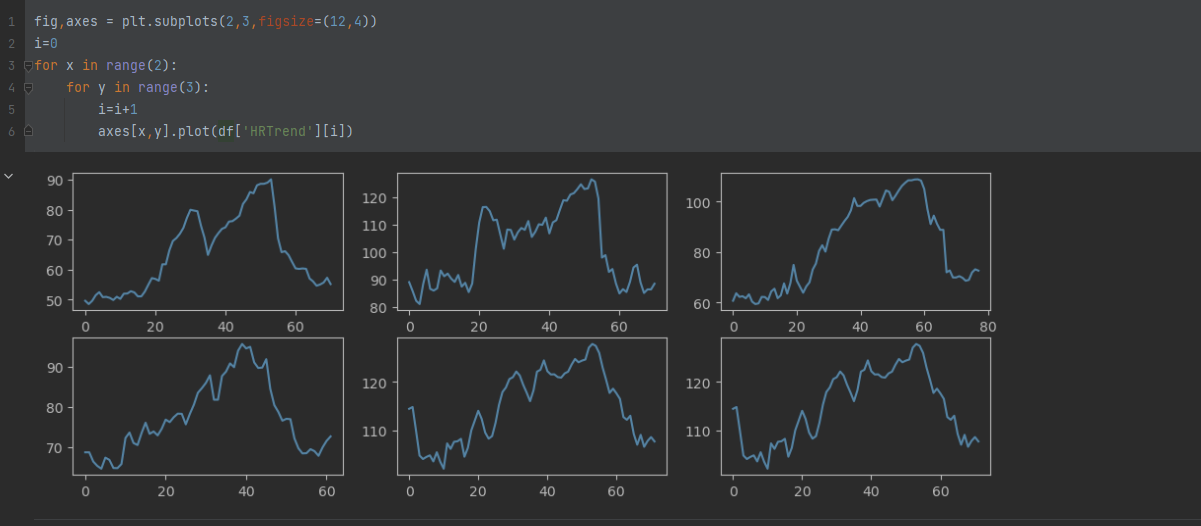 1 fig,axes = plt.subplots(2,3,figsize=(12,4))
2 i=0
3 for x in range(2):
4     for y in range(3):
5         i=i+1
6         axes[x,y].plot(df['HRTrend'][i])
90
80
70
60
50
0 20 40 60
120
110
100
90
80
0 20 40 60
100
80
60
0 20 40 60 80
90
80
70
0 20 40 60
120
110
0 20 40 60
120
110
0 20 40 60